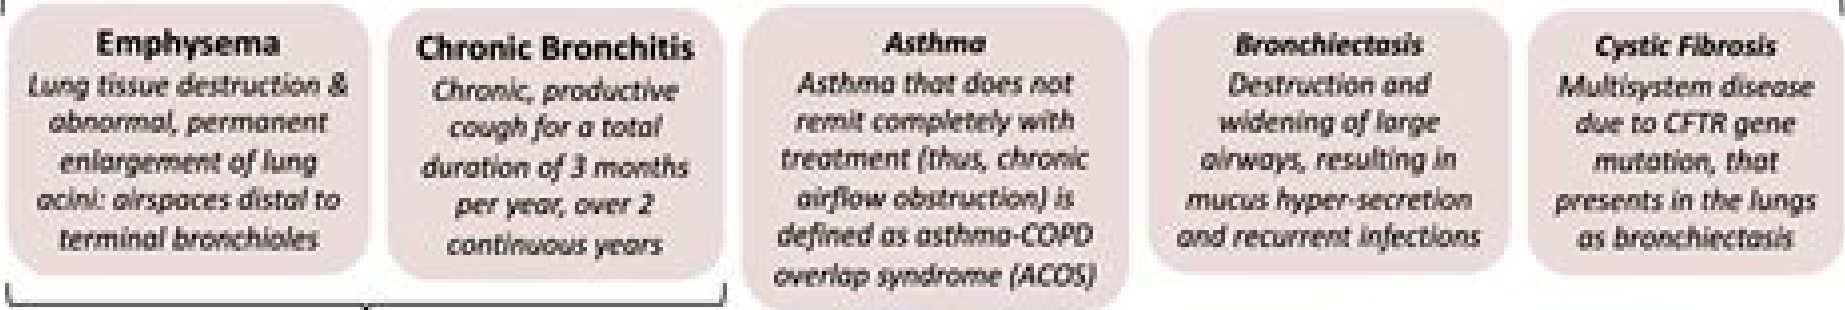 Emphysema
Lung tissue destruction &
abnormal, permanent
enlargement of lung
acini: airspaces distal to
terminal bronchioles
Chronic Bronchitis
Chronic, productive
cough for a total
duration of 3 months
per year, over 2
continuous years
Asthma
Asthma that does not
remit completely with
treatment (thus, chronic
airflow obstruction) is
defined as asthma-COPD
overlap syndrome (ACOS)
Bronchiectasis
Destruction and
widening of large
airways, resulting in
mucus hyper-secretion
and recurrent infections
Cystic Fibrosis
Multisystem disease
due to CFTR gene
mutation, that
presents in the lungs
as bronchiectasis